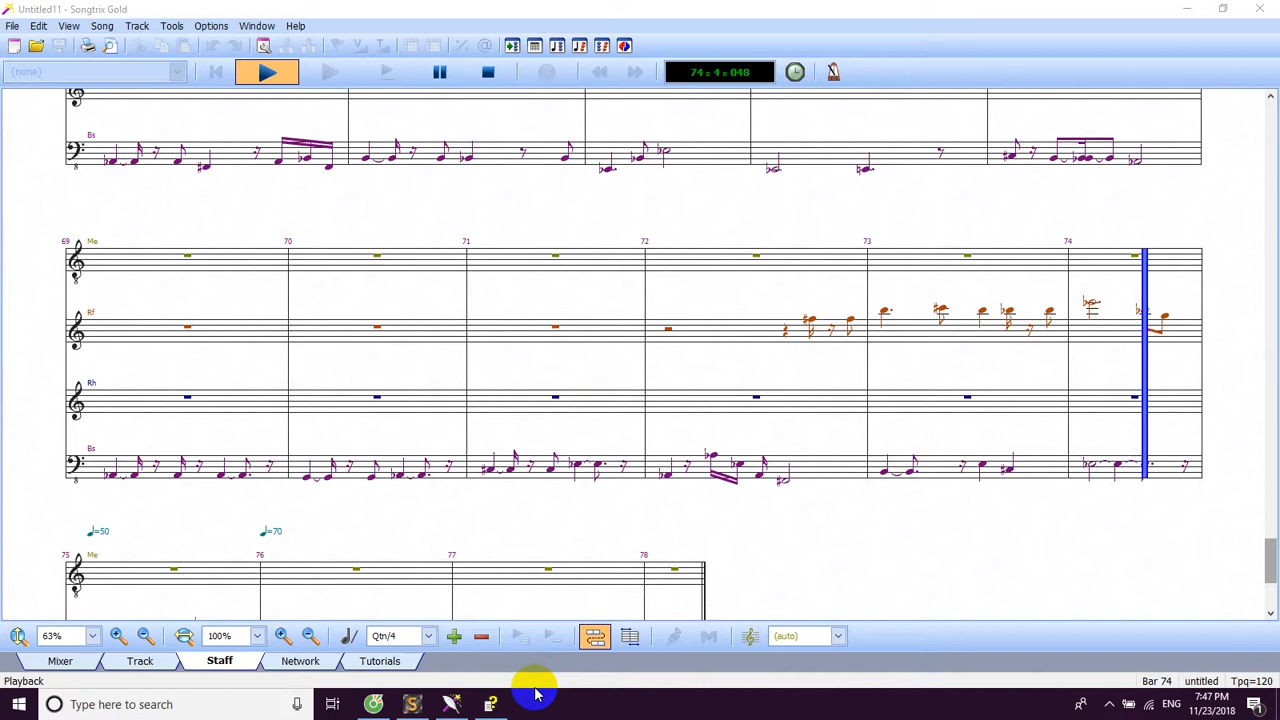 Untitled11 - Songtrix Gold
File Edit View Song Track Tools Options Window Help
(none)
74 : 4 : 048
Bs
69 Me 70 71 72 73 74
Rf
Rh
Bs
=50 =70
75 Me 76 77 78
63% 100% Qtn/4 (auto)
Mixer Track Staff Network Tutorials
Playback Bar 74 untitled Tpq=120
Type here to search
ENG
7:47 PM
11/23/2018
1